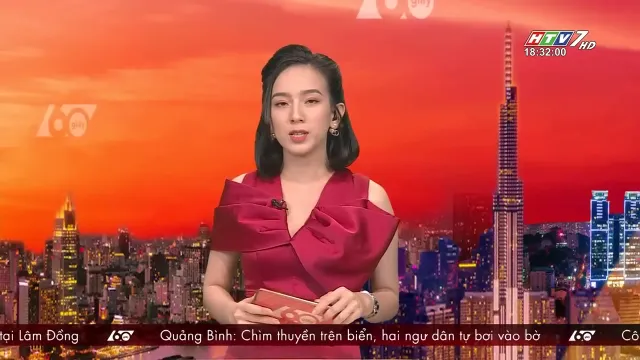 giây
HTV7 HD
18:32:00
60
giây
tại Lâm Đồng 60 Quảng Bình: Chìm thuyền trên biển, hai ngư dân tự bơi vào bờ 60